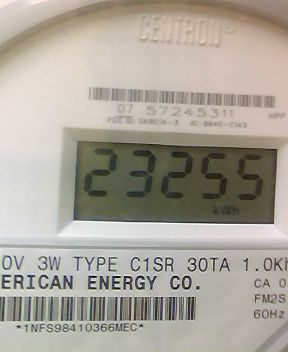 CENTRON®
07 57245311
23255
kWh
0V 3W TYPE C1SR 30TA 1.0Kh
ERICAN ENERGY CO.
CA 0
FM2S
60Hz
*1NFS98410366MEC*